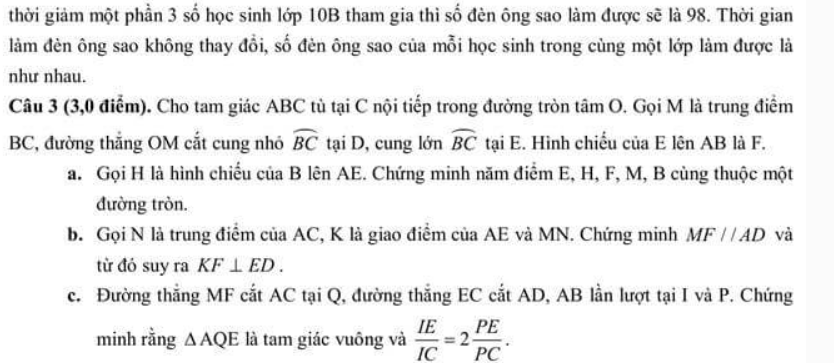 thời giảm một phần 3 số học sinh lớp 10B tham gia thì số đèn ông sao làm được sẽ là 98. Thời gian
làm đèn ông sao không thay đổi, số đèn ông sao của mỗi học sinh trong cùng một lớp làm được là
như nhau.
Câu 3 (3,0 điểm). Cho tam giác ABC tù tại C nội tiếp trong đường tròn tâm O. Gọi M là trung điểm
BC, đường thẳng OM cắt cung nhỏ $\widehat{BC}$ tại D, cung lớn $\widehat{BC}$ tại E. Hình chiếu của E lên AB là F.
a. Gọi H là hình chiếu của B lên AE. Chứng minh năm điểm E, H, F, M, B cùng thuộc một
đường tròn.
b. Gọi N là trung điểm của AC, K là giao điểm của AE và MN. Chứng minh MF // AD và
từ đó suy ra KF ⊥ ED .
c. Đường thẳng MF cắt AC tại Q, đường thẳng EC cắt AD, AB lần lượt tại I và P. Chứng
minh rằng Δ AQE là tam giác vuông và $\frac{IE}{IC} = 2\frac{PE}{PC}$.